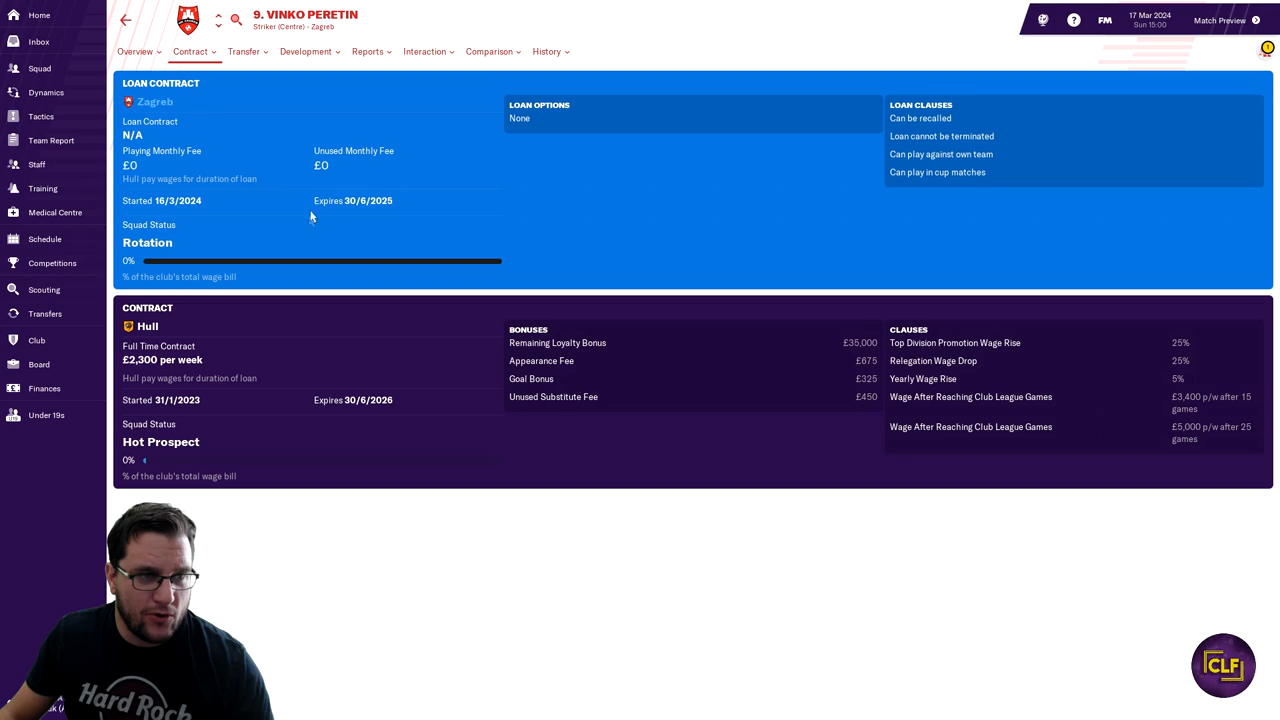 Home
Inbox
Squad
Dynamics
Tactics
Team Report
Staff
Training
Medical Centre
Schedule
Competitions
Scouting
Transfers
Club
Board
Finances
Under 19s
9. VINKO PERETIN
Striker (Centre) - Zagreb
FM
17 Mar 2024
Sun 15:00
Match Preview
Overview
Contract
Transfer
Development
Reports
Interaction
Comparison
History
1
LOAN CONTRACT
Zagreb
Loan Contract
N/A
Playing Monthly Fee Unused Monthly Fee
£0 £0
Hull pay wages for duration of loan
Started 16/3/2024 Expires 30/6/2025
Squad Status
Rotation
0%
% of the club's total wage bill
LOAN OPTIONS
None
LOAN CLAUSES
Can be recalled
Loan cannot be terminated
Can play against own team
Can play in cup matches
CONTRACT
Hull
Full Time Contract
£2,300 per week
Hull pay wages for duration of loan
Started 31/1/2023 Expires 30/6/2026
Squad Status
Hot Prospect
0%
% of the club's total wage bill
BONUSES
Remaining Loyalty Bonus £35,000
Appearance Fee £675
Goal Bonus £325
Unused Substitute Fee £450
CLAUSES
Top Division Promotion Wage Rise 25%
Relegation Wage Drop 25%
Yearly Wage Rise 5%
Wage After Reaching Club League Games £3,400 p/w after 15
games
Wage After Reaching Club League Games £5,000 p/w after 25
games
Hard Rock
CLF